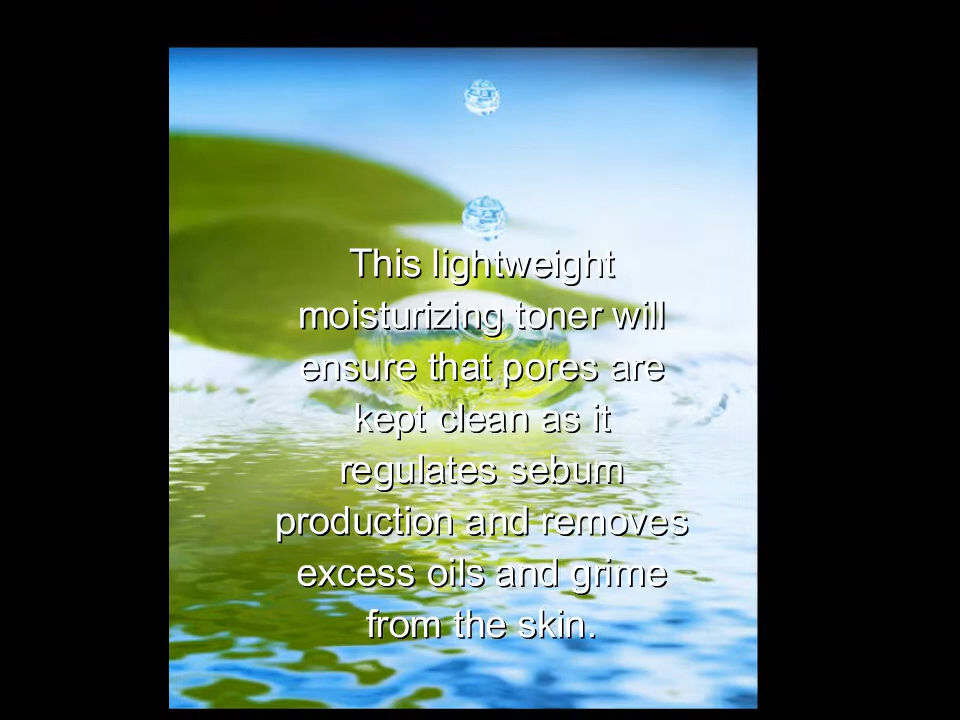 This lightweight
moisturizing toner will
ensure that pores are
kept clean as it
regulates sebum
production and removes
excess oils and grime
from the skin.